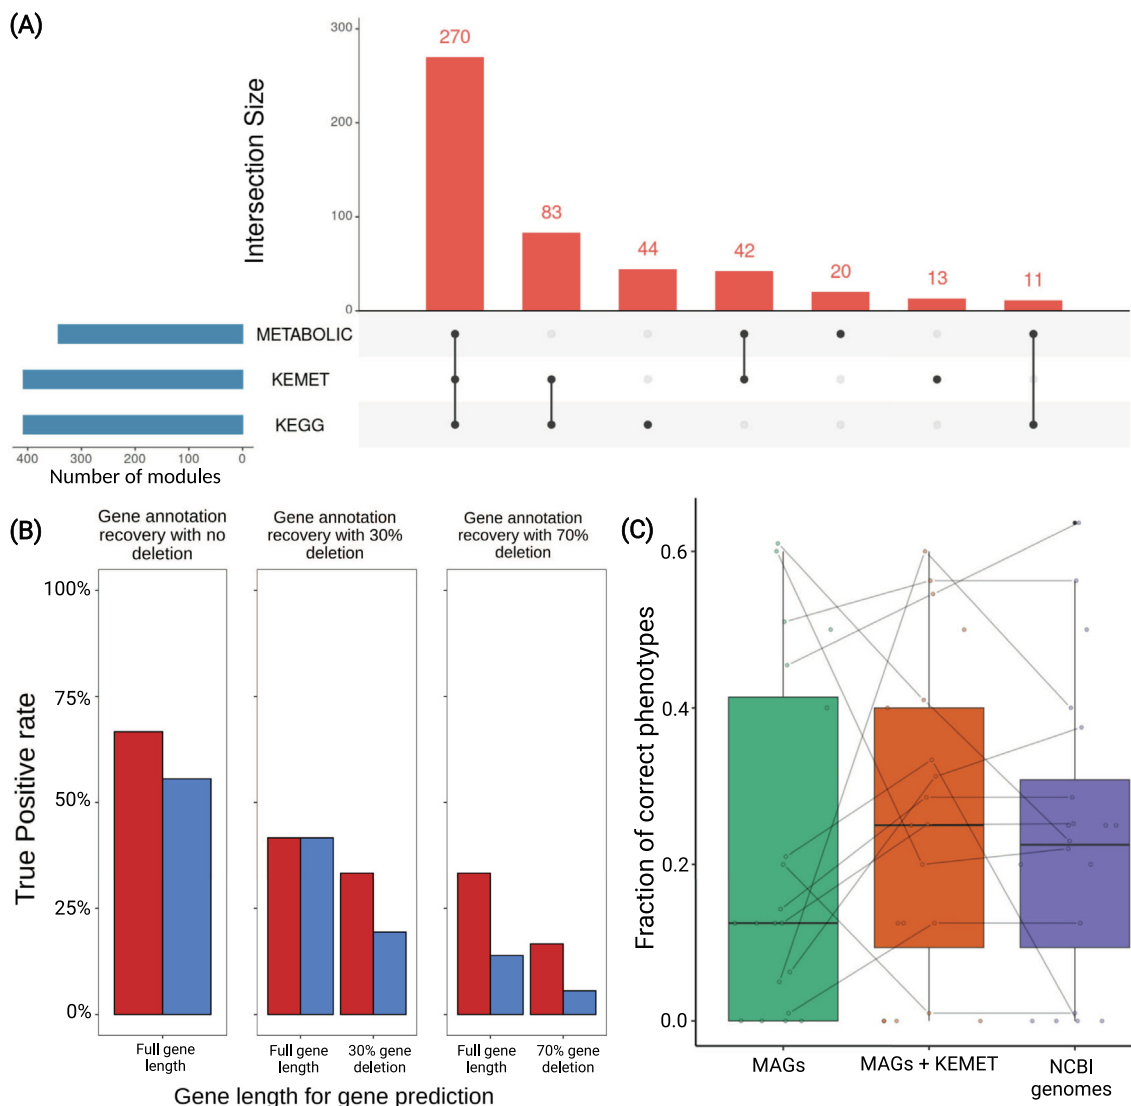 (A)
Intersection Size
300
200
100
0
270
83
44
42
20
13
11
METABOLIC
KEMET
KEGG
400
300
200
100
0
Number of modules
(B)
Gene annotation
recovery with no
deletion
Gene annotation
recovery with 30%
deletion
Gene annotation
recovery with 70%
deletion
True Positive rate
100%
75%
50%
25%
0%
Full gene
length
Full gene
length
30% gene
deletion
Full gene
length
70% gene
deletion
Gene length for gene prediction
(C)
Fraction of correct phenotypes
0.6
0.4
0.2
0.0
MAGs
MAGs + KEMET
NCBI
genomes